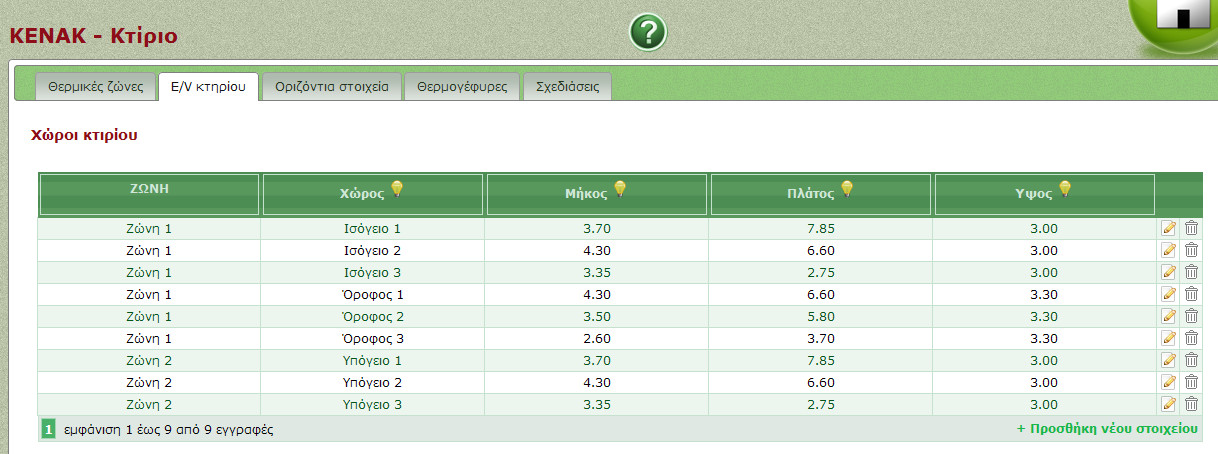 KENAK - Κτίριο
?
Θερμικές ζώνες Ε/V κτηρίου Οριζόντια στοιχεία Θερμογέφυρες Σχεδιάσεις
Χώροι κτιρίου
ΖΩΝΗ Χώρος Μήκος Πλάτος Υψος
Ζώνη 1 Ισόγειο 1 3.70 7.85 3.00
Ζώνη 1 Ισόγειο 2 4.30 6.60 3.00
Ζώνη 1 Ισόγειο 3 3.35 2.75 3.00
Ζώνη 1 Όροφος 1 4.30 6.60 3.30
Ζώνη 1 Όροφος 2 3.50 5.80 3.30
Ζώνη 1 Όροφος 3 2.60 3.70 3.30
Ζώνη 2 Υπόγειο 1 3.70 7.85 3.00
Ζώνη 2 Υπόγειο 2 4.30 6.60 3.00
Ζώνη 2 Υπόγειο 3 3.35 2.75 3.00
1 εμφάνιση 1 έως 9 από 9 εγγραφές + Προσθήκη νέου στοιχείου